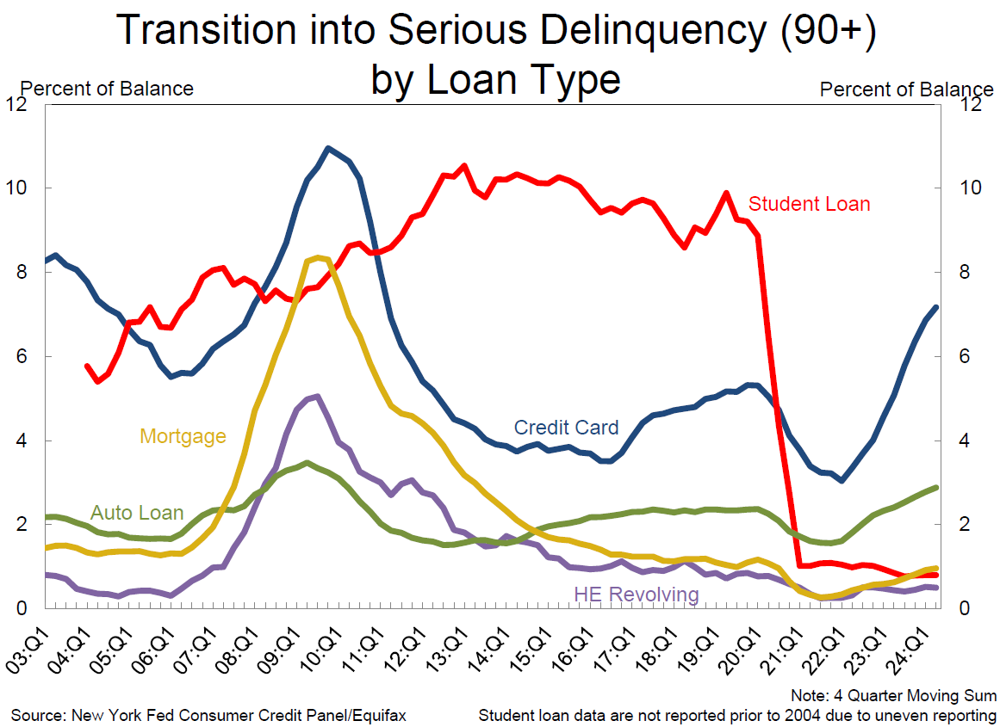 Transition into Serious Delinquency (90+)
by Loan Type
Percent of Balance
Percent of Balance
12
12
10
10
8
8
6
6
4
4
2
2
0
0
Student Loan
Credit Card
Mortgage
Auto Loan
HE Revolving
03:Q1
04:Q1
05:Q1
06:Q1
07:Q1
08:Q1
09:Q1
10:Q1
11:Q1
12:Q1
13:Q1
14:Q1
15:Q1
16:Q1
17:Q1
18:Q1
19:Q1
20:Q1
21:Q1
22:Q1
23:Q1
24:Q1
Note: 4 Quarter Moving Sum
Source: New York Fed Consumer Credit Panel/Equifax
Student loan data are not reported prior to 2004 due to uneven reporting